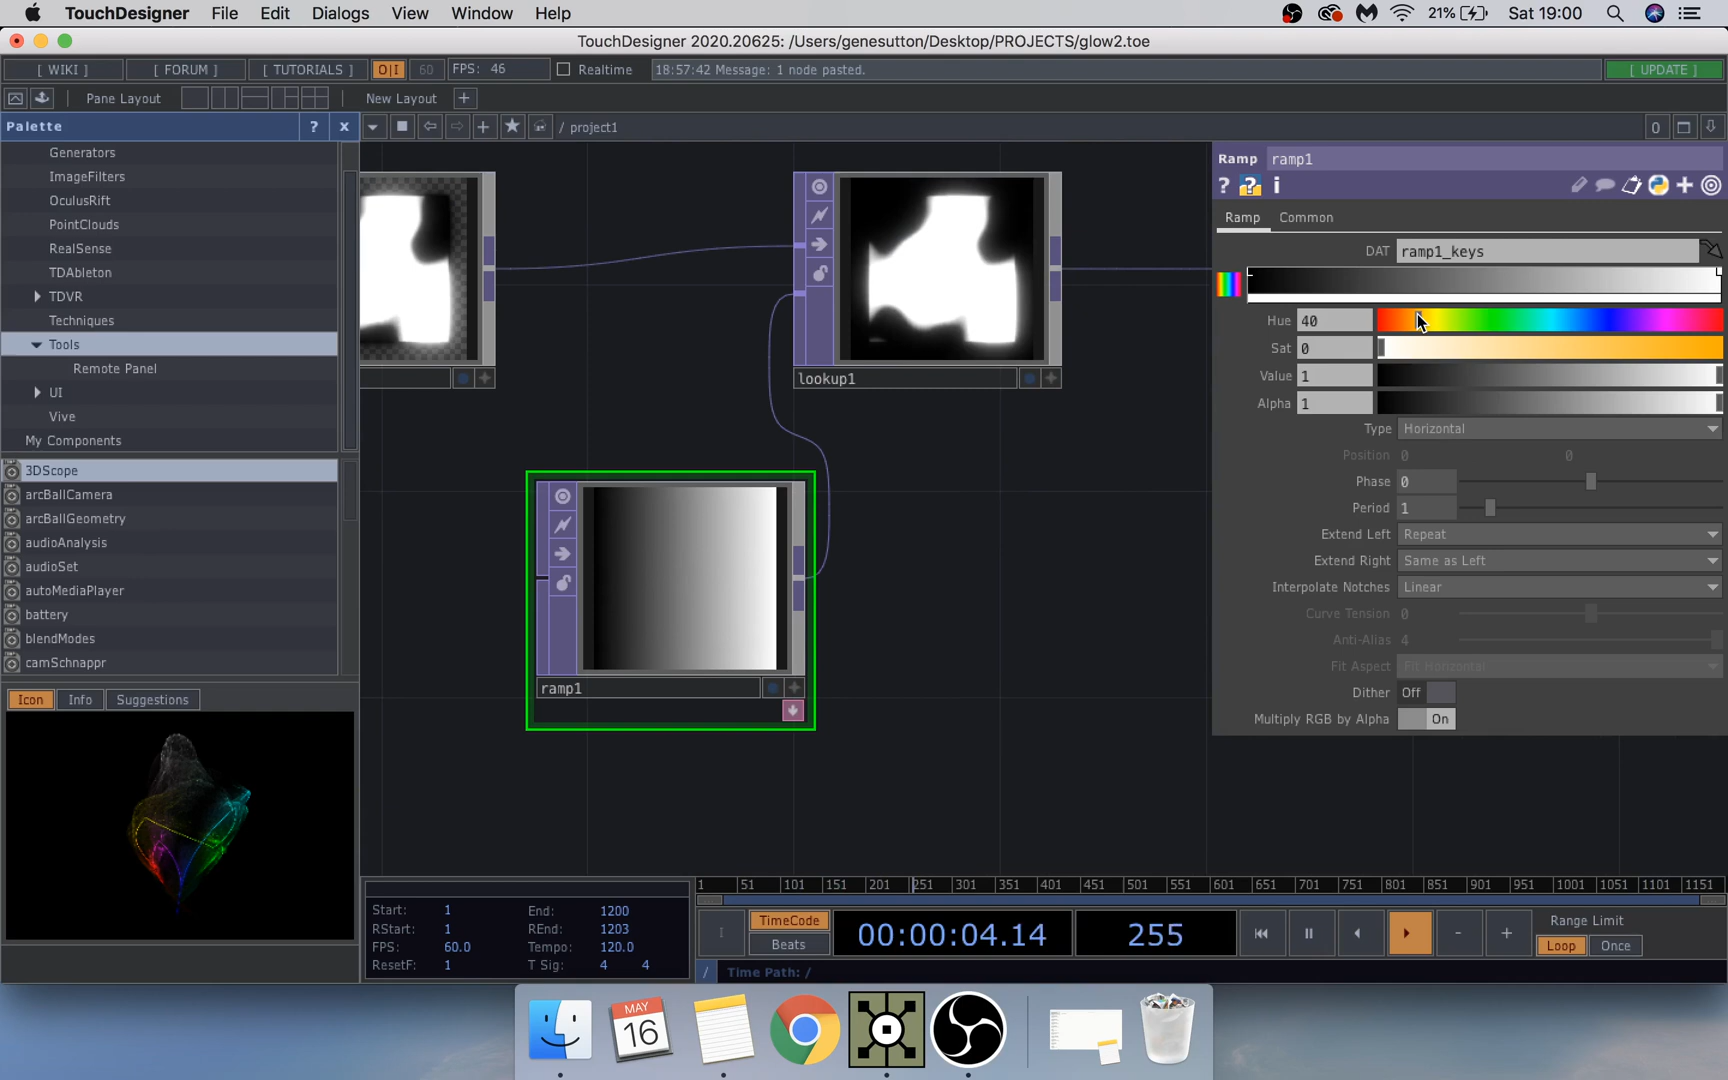 TouchDesigner File Edit Dialogs View Window Help 21% Sat 19:00
TouchDesigner 2020.20625: /Users/genesutton/Desktop/PROJECTS/glow2.toe
[ WIKI ] [ FORUM ] [ TUTORIALS ] O|I 60 FPS: 46 Realtime 18:57:42 Message: 1 node pasted. [ UPDATE ]
Pane Layout New Layout +
Palette ? x / project1 0
Generators
ImageFilters
OculusRift
PointClouds
RealSense
TDAbleton
TDVR
Techniques
Tools
Remote Panel
UI
Vive
My Components
3DScope
arcBallCamera
arcBallGeometry
audioAnalysis
audioSet
autoMediaPlayer
battery
blendModes
camSchnappr
Icon Info Suggestions
lookup1
ramp1
Ramp ramp1
? ? i
Ramp Common
DAT ramp1_keys
Hue 40
Sat 0
Value 1
Alpha 1
Type Horizontal
Position 0 0
Phase 0
Period 1
Extend Left Repeat
Extend Right Same as Left
Interpolate Notches Linear
Curve Tension 0
Anti-Alias 4
Fit Aspect Fit Horizontal
Dither Off
Multiply RGB by Alpha On
1 51 101 151 201 251 301 351 401 451 501 551 601 651 701 751 801 851 901 951 1001 1051 1101 1151
Start: 1 End: 1200
RStart: 1 REnd: 1203
FPS: 60.0 Tempo: 120.0
ResetF: 1 T Sig: 4 4
I TimeCode Beats 00:00:04.14 255 - + Range Limit
Loop Once
/ Time Path: /
MAY
16